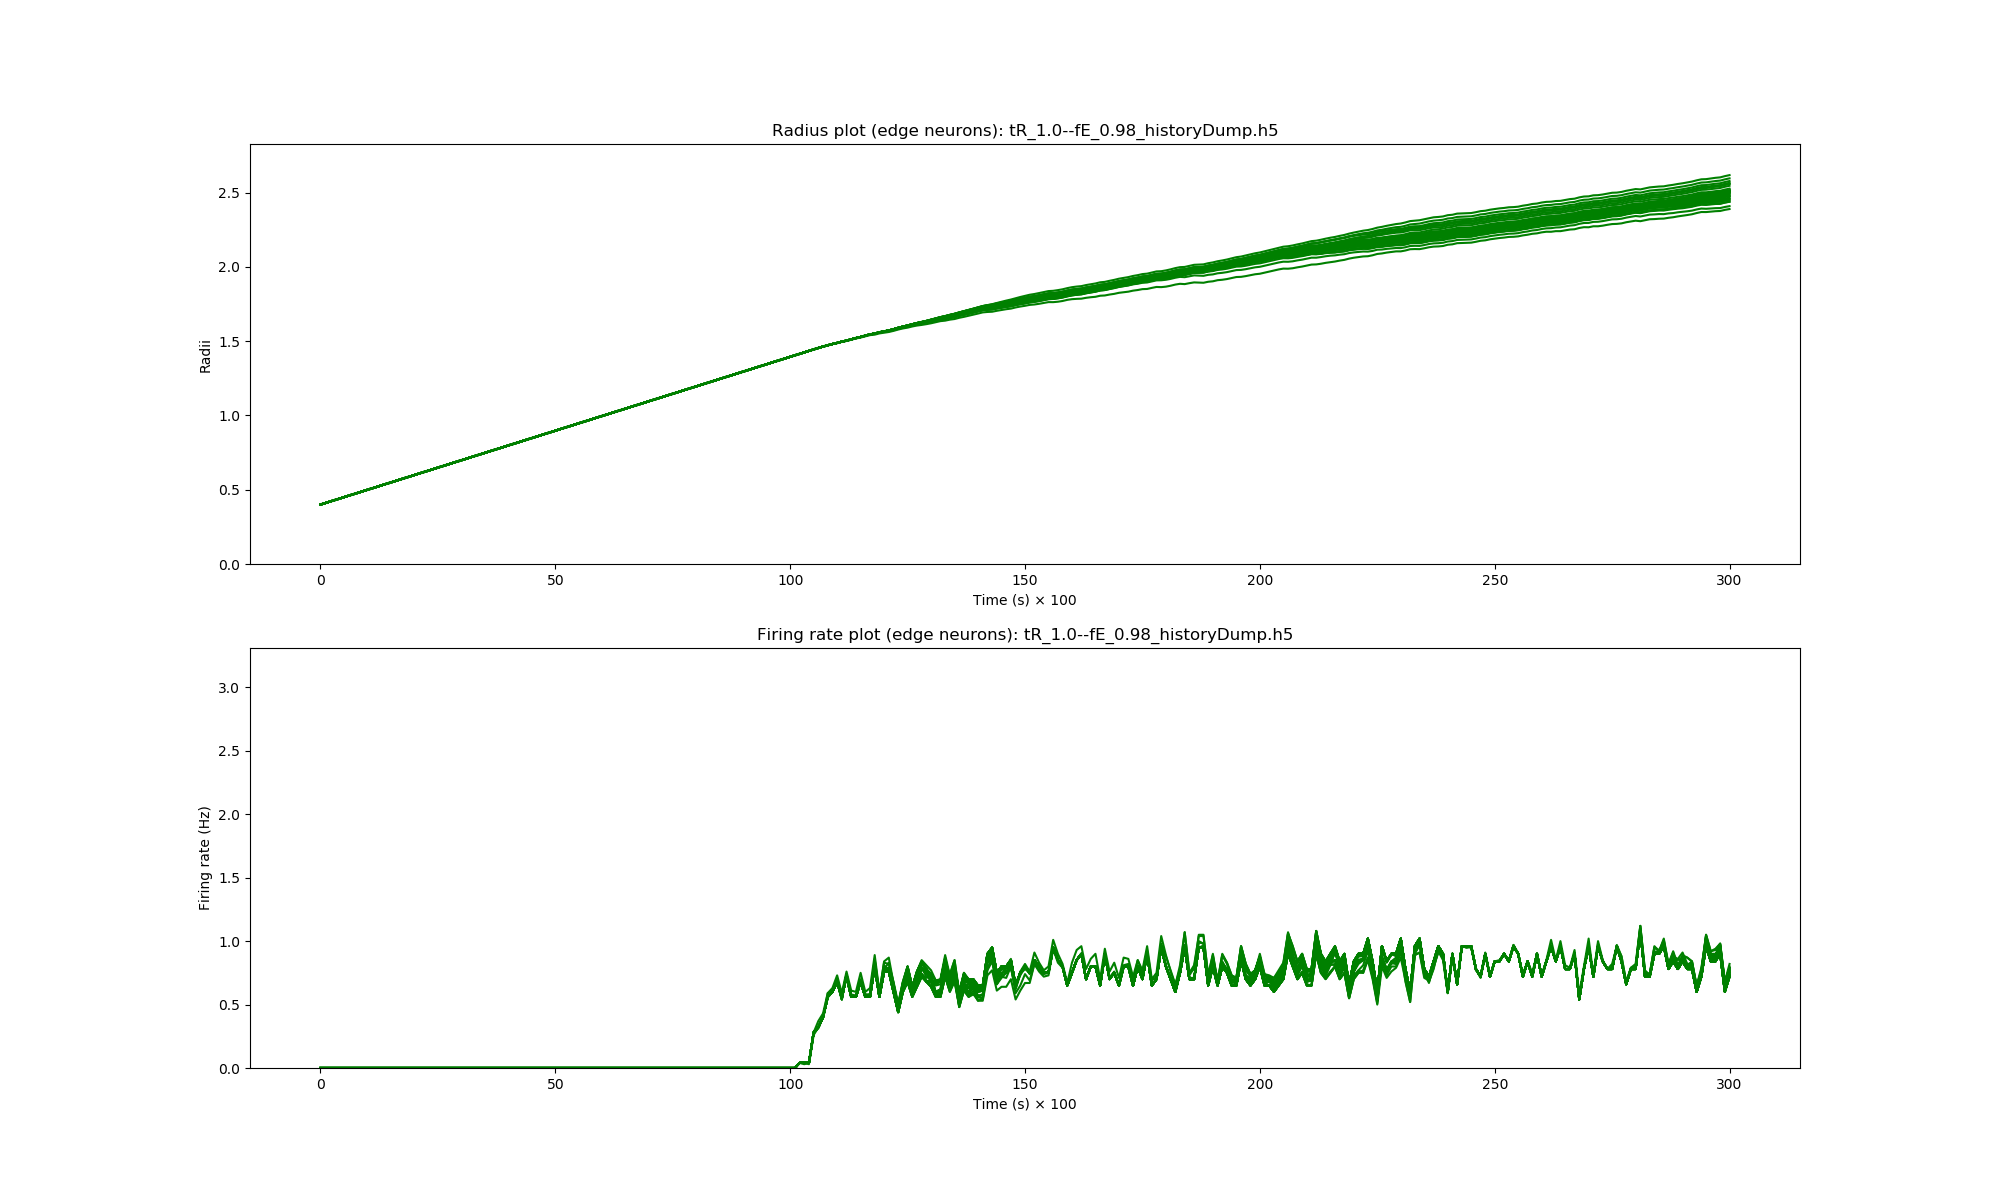 Radius plot (edge neurons): tR_1.0--fE_0.98_historyDump.h5
2.5
2.0
1.5
1.0
0.5
0.0
Radii
0 50 100 150 200 250 300
Time (s) × 100
Firing rate plot (edge neurons): tR_1.0--fE_0.98_historyDump.h5
3.0
2.5
2.0
1.5
1.0
0.5
0.0
Firing rate (Hz)
0 50 100 150 200 250 300
Time (s) × 100